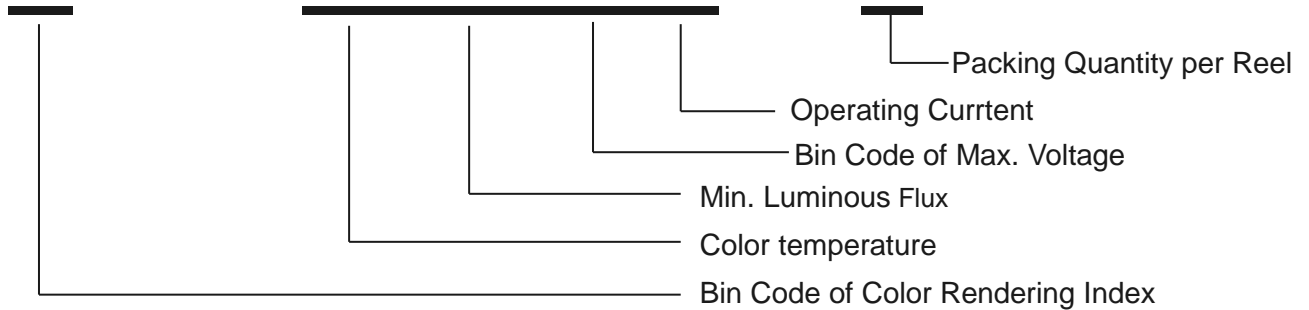 Packing Quantity per Reel
Operating Currtent
Bin Code of Max. Voltage
Min. Luminous Flux
Color temperature
Bin Code of Color Rendering Index